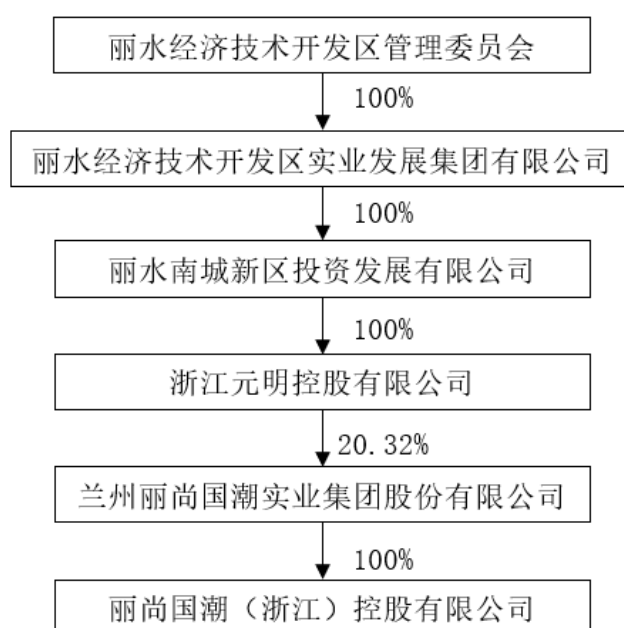 丽水经济技术开发区管理委员会
100%
丽水经济技术开发区实业发展集团有限公司
100%
丽水南城新区投资发展有限公司
100%
浙江元明控股有限公司
20.32%
兰州丽尚国潮实业集团股份有限公司
100%
丽尚国潮（浙江）控股有限公司